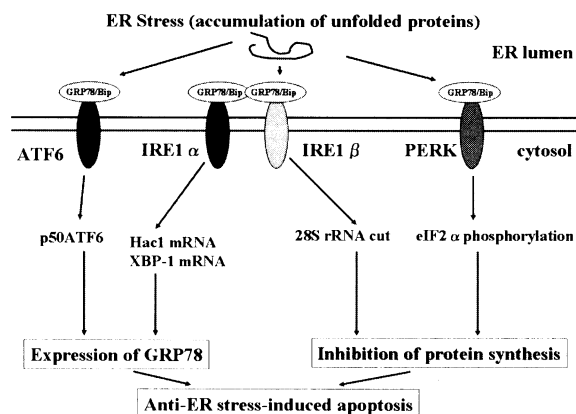 ER Stress (accumulation of unfolded proteins)
ER lumen
GRP78/Bip
GRP78/Bip
GRP78/Bip
GRP78/Bip
ATF6
IRE1 α
IRE1 β
PERK
cytosol
p50ATF6
Hac1 mRNA
XBP-1 mRNA
28S rRNA cut
eIF2 α phosphorylation
Expression of GRP78
Inhibition of protein synthesis
Anti-ER stress-induced apoptosis